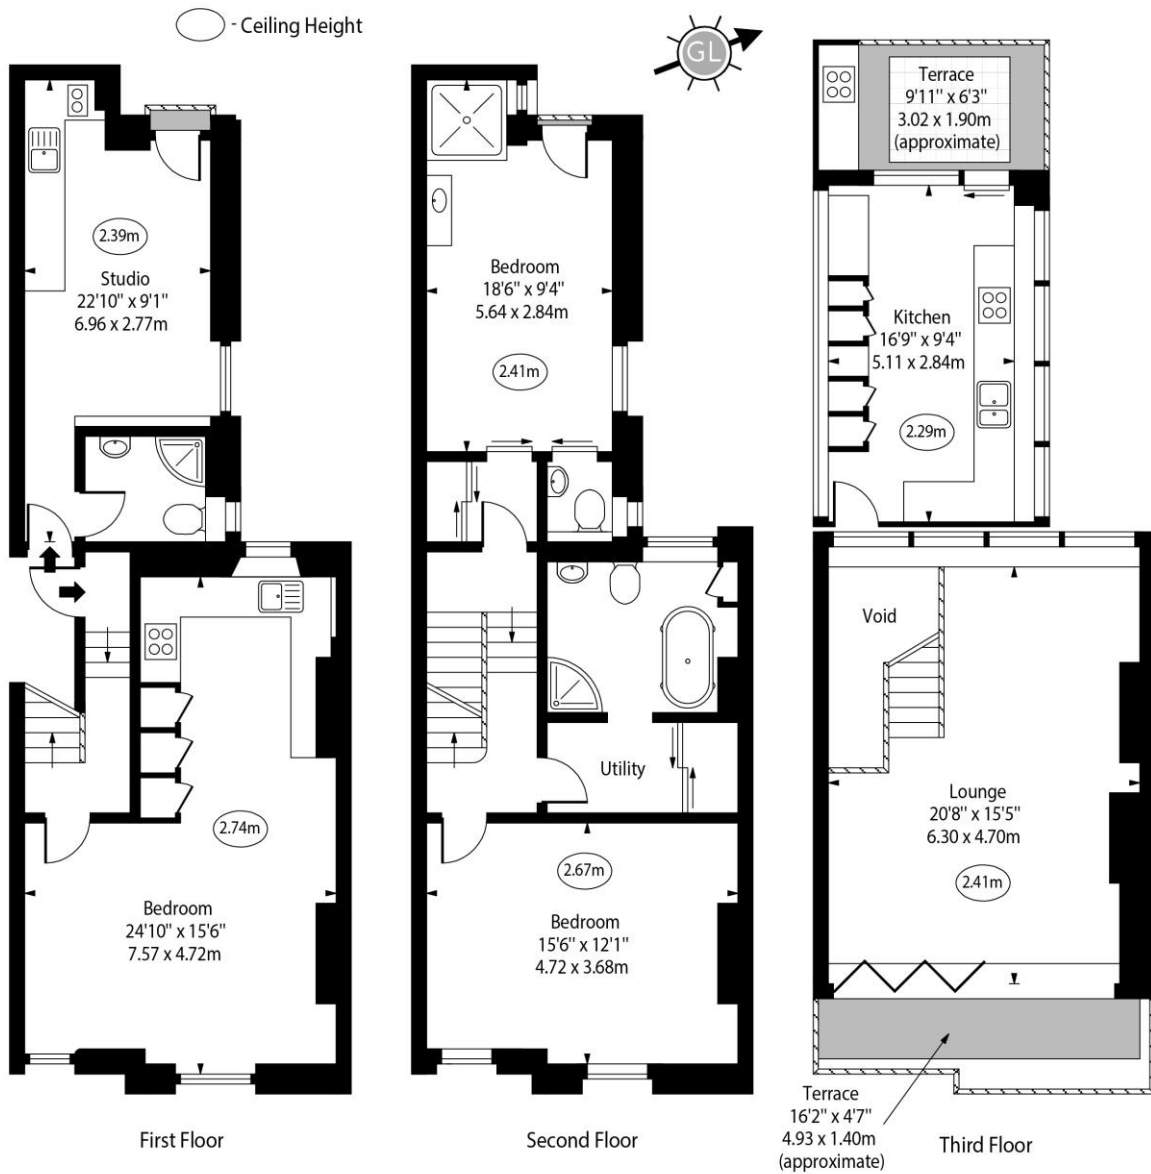 - Ceiling Height
GL
2.39m
Studio
22'10" x 9'1"
6.96 x 2.77m
2.74m
Bedroom
24'10" x 15'6"
7.57 x 4.72m
First Floor
Bedroom
18'6" x 9'4"
5.64 x 2.84m
2.41m
Utility
2.67m
Bedroom
15'6" x 12'1"
4.72 x 3.68m
Second Floor
Terrace
9'11" x 6'3"
3.02 x 1.90m
(approximate)
Kitchen
16'9" x 9'4"
5.11 x 2.84m
2.29m
Void
Lounge
20'8" x 15'5"
6.30 x 4.70m
2.41m
Terrace
16'2" x 4'7"
4.93 x 1.40m
(approximate)
Third Floor